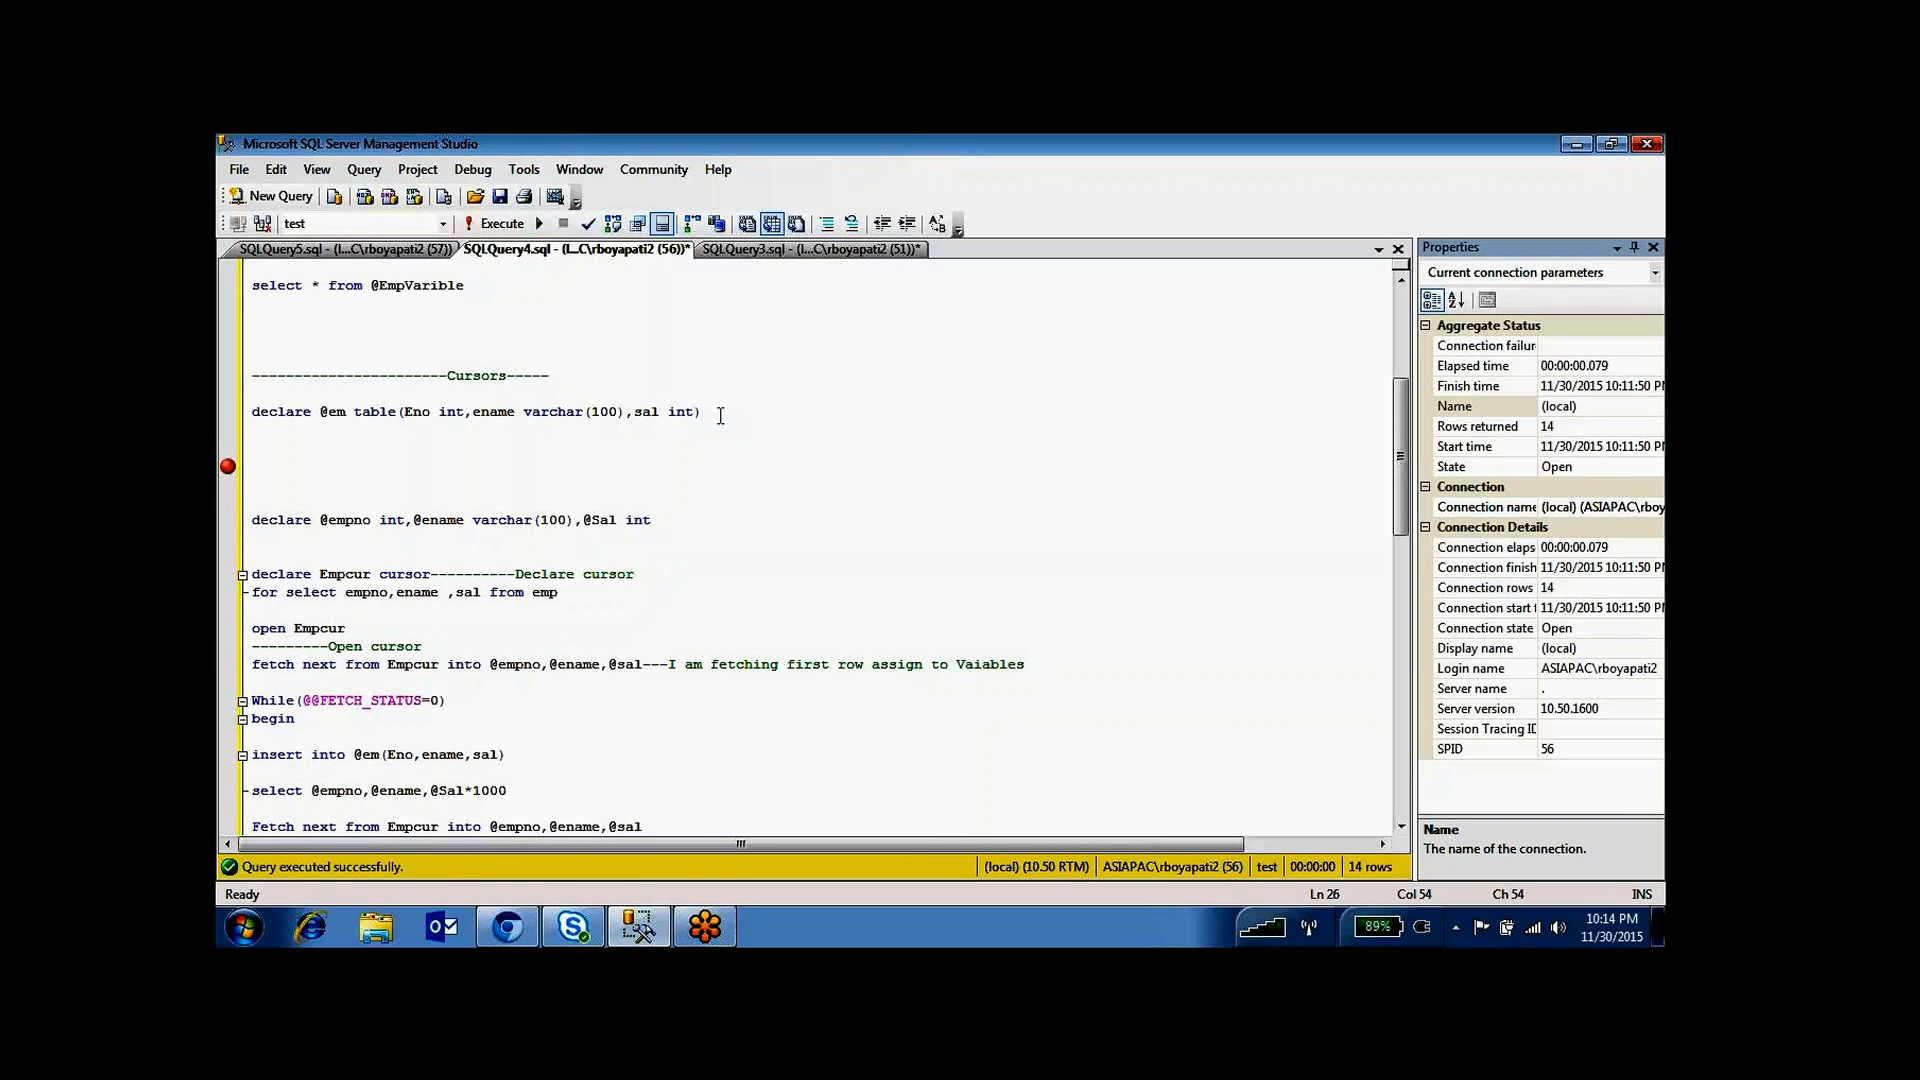 Microsoft SQL Server Management Studio
File Edit View Query Project Debug Tools Window Community Help
New Query
test Execute
SQLQuery5.sql - (l...C\rboyapati2 (57)) SQLQuery4.sql - (l...C\rboyapati2 (56))* SQLQuery3.sql - (l...C\rboyapati2 (51))*
select * from @EmpVarible
-----------------------Cursors-----
declare @em table(Eno int,ename varchar(100),sal int)
declare @empno int,@ename varchar(100),@Sal int
declare Empcur cursor----------Declare cursor
for select empno,ename ,sal from emp
open Empcur
---------Open cursor
fetch next from Empcur into @empno,@ename,@sal---I am fetching first row assign to Vaiables
While(@@FETCH_STATUS=0)
begin
insert into @em(Eno,ename,sal)
select @empno,@ename,@Sal*1000
Fetch next from Empcur into @empno,@ename,@sal
Query executed successfully. (local) (10.50 RTM) ASIAPAC\rboyapati2 (56) test 00:00:00 14 rows
Properties
Current connection parameters
Aggregate Status
Connection failur
Elapsed time 00:00:00.079
Finish time 11/30/2015 10:11:50 P
Name (local)
Rows returned 14
Start time 11/30/2015 10:11:50 P
State Open
Connection
Connection name (local) (ASIAPAC\rboy
Connection Details
Connection elaps 00:00:00.079
Connection finish 11/30/2015 10:11:50 P
Connection rows 14
Connection start 11/30/2015 10:11:50 P
Connection state Open
Display name (local)
Login name ASIAPAC\rboyapati2
Server name .
Server version 10.50.1600
Session Tracing ID
SPID 56
Name
The name of the connection.
Ready Ln 26 Col 54 Ch 54 INS
89% 10:14 PM
11/30/2015